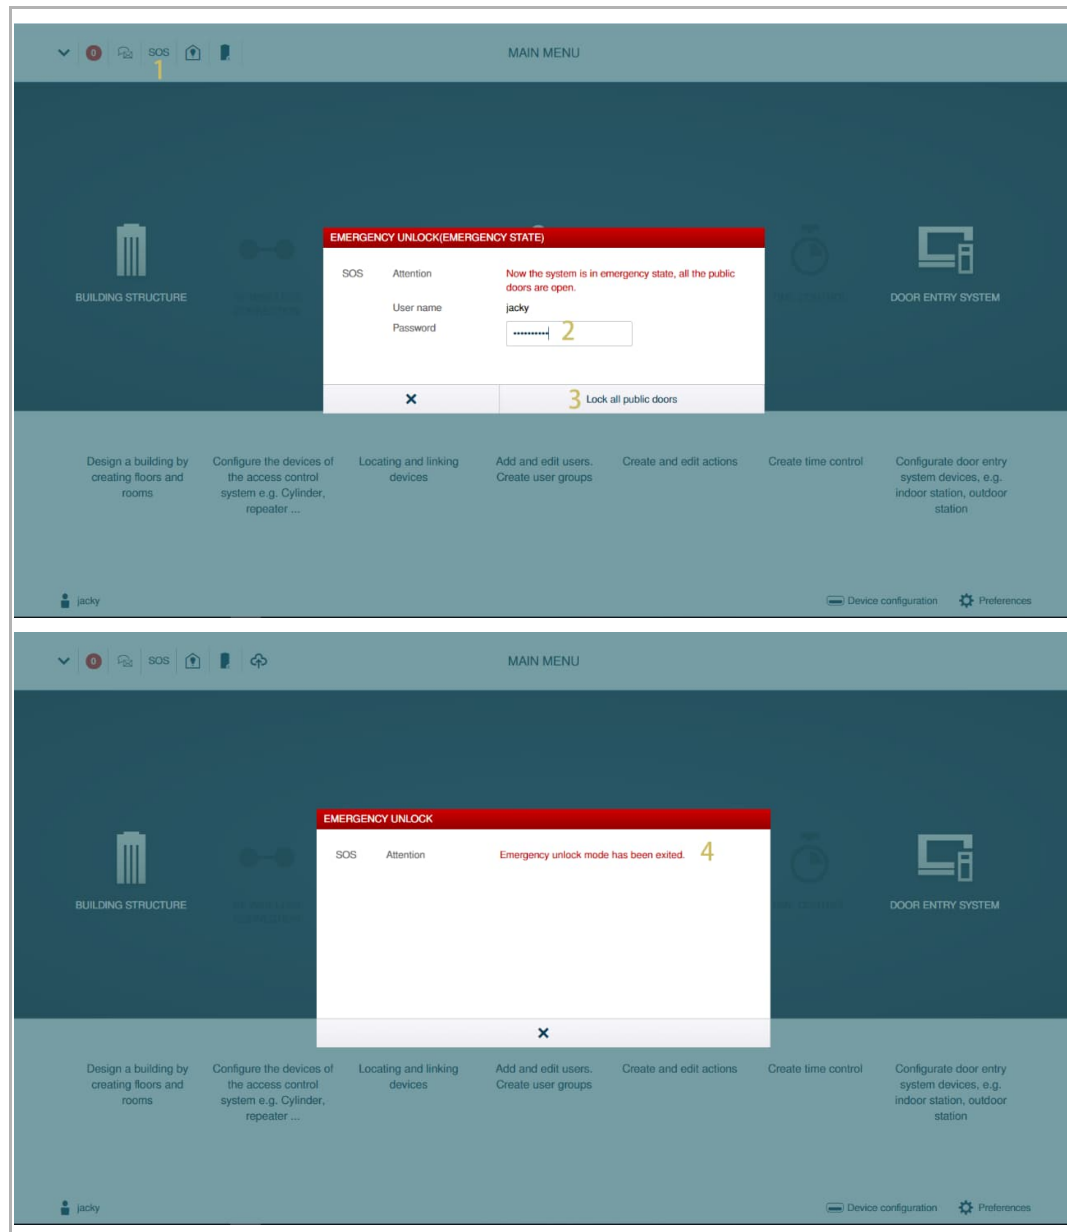 0
SOS
MAIN MENU
1
EMERGENCY UNLOCK(EMERGENCY STATE)
SOS
Attention
Now the system is in emergency state, all the public
doors are open.
User name
jacky
Password
••••••••••
2
3
Lock all public doors
BUILDING STRUCTURE
DOOR ENTRY SYSTEM
Design a building by
creating floors and
rooms
Configure the devices of
the access control
system e.g. Cylinder,
repeater ...
Locating and linking
devices
Add and edit users.
Create user groups
Create and edit actions
Create time control
Configurate door entry
system devices, e.g.
indoor station, outdoor
station
jacky
Device configuration
Preferences
0
SOS
MAIN MENU
EMERGENCY UNLOCK
SOS
Attention
Emergency unlock mode has been exited.
4
BUILDING STRUCTURE
DOOR ENTRY SYSTEM
Design a building by
creating floors and
rooms
Configure the devices of
the access control
system e.g. Cylinder,
repeater ...
Locating and linking
devices
Add and edit users.
Create user groups
Create and edit actions
Create time control
Configurate door entry
system devices, e.g.
indoor station, outdoor
station
jacky
Device configuration
Preferences